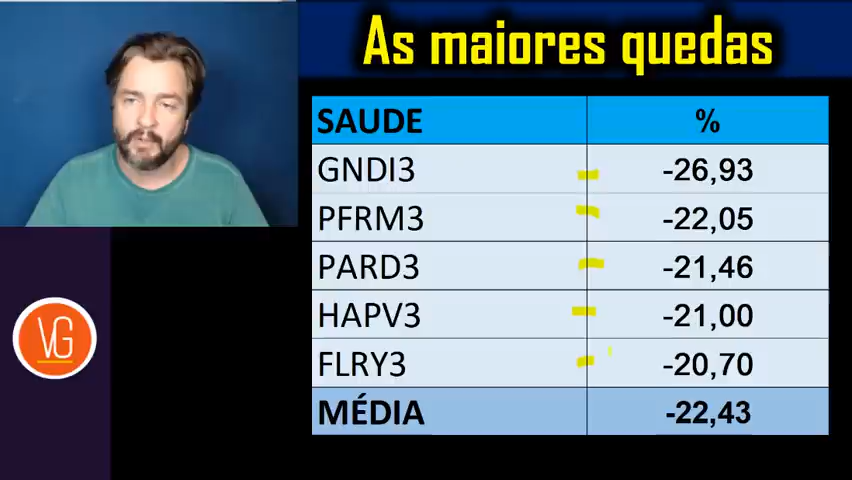 As maiores quedas
SAUDE %
GNDI3 -26,93
PFRM3 -22,05
PARD3 -21,46
HAPV3 -21,00
FLRY3 -20,70
MÉDIA -22,43
VG